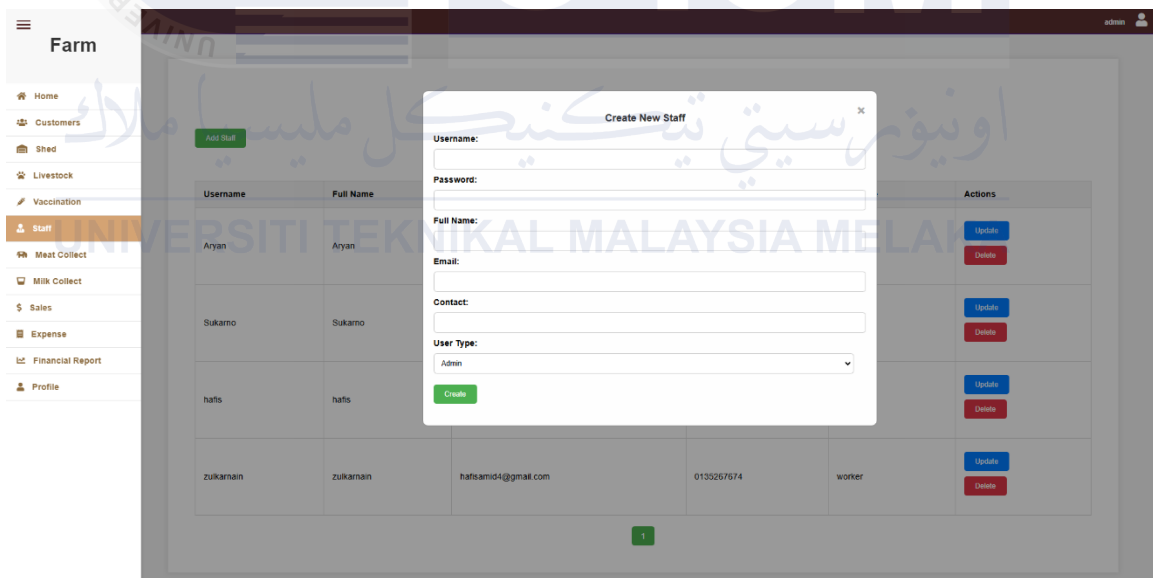 admin
Farm
Home
Customers
Shed
Livestock
Vaccination
Staff
Meat Collect
Milk Collect
Sales
Expense
Financial Report
Profile
Add Staff
Create New Staff
×
Username:
Password:
Full Name:
Email:
Contact:
User Type:
Admin
Create
Username Full Name Actions
Aryan Aryan Update
Delete
Sukarno Sukarno Update
Delete
hafis hafis Update
Delete
zulkarnain zulkarnain hafisamid4@gmail.com 0135267674 worker Update
Delete
1
اونيۏرسيتي تيكنيكل مليسيا ملاك
UNIVERSITI TEKNIKAL MALAYSIA MELAKA